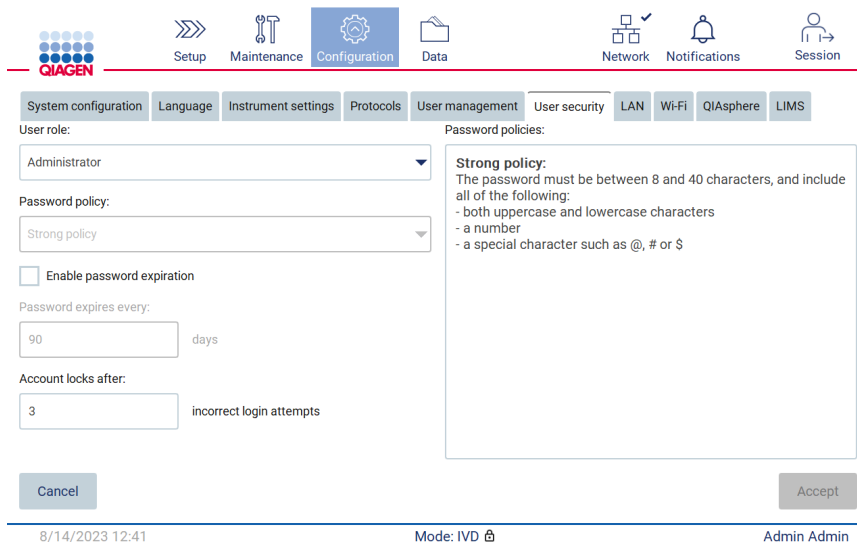 QIAGEN
Setup
Maintenance
Configuration
Data
Network
Notifications
Session
System configuration
Language
Instrument settings
Protocols
User management
User security
LAN
Wi-Fi
QIAsphere
LIMS
User role:
Administrator
Password policy:
Strong policy
Enable password expiration
Password expires every:
90 days
Account locks after:
3 incorrect login attempts
Password policies:
Strong policy:
The password must be between 8 and 40 characters, and include
all of the following:
- both uppercase and lowercase characters
- a number
- a special character such as @, # or $
Cancel
Accept
8/14/2023 12:41
Mode: IVD
Admin Admin